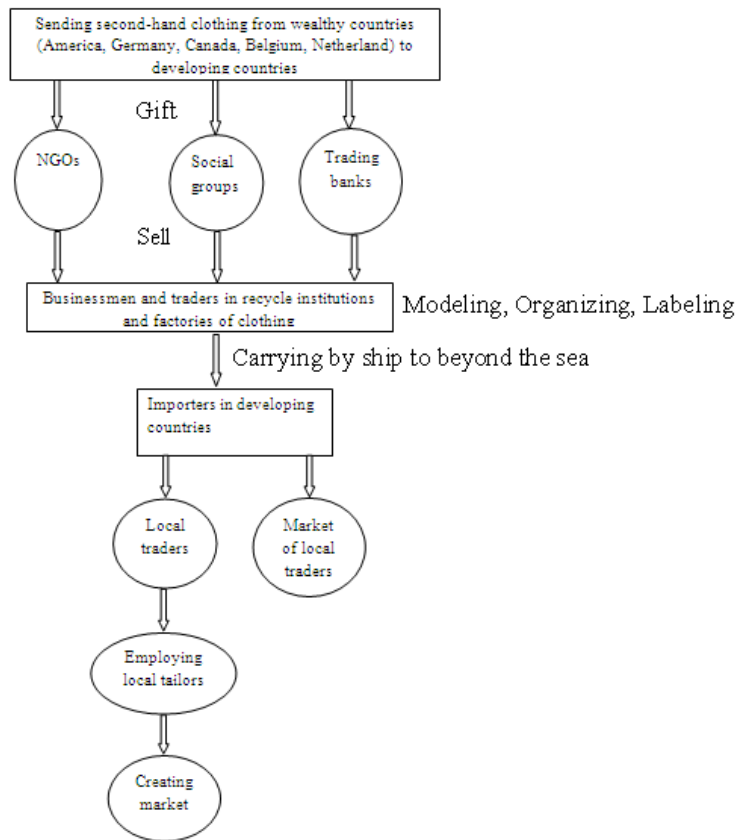 Sending second-hand clothing from wealthy countries
(America, Germany, Canada, Belgium, Netherland) to
developing countries
Gift
NGOs
Social
groups
Trading
banks
Sell
Businessmen and traders in recycle institutions
and factories of clothing
Modeling, Organizing, Labeling
Carrying by ship to beyond the sea
Importers in developing
countries
Local
traders
Market
of local
traders
Employing
local tailors
Creating
market